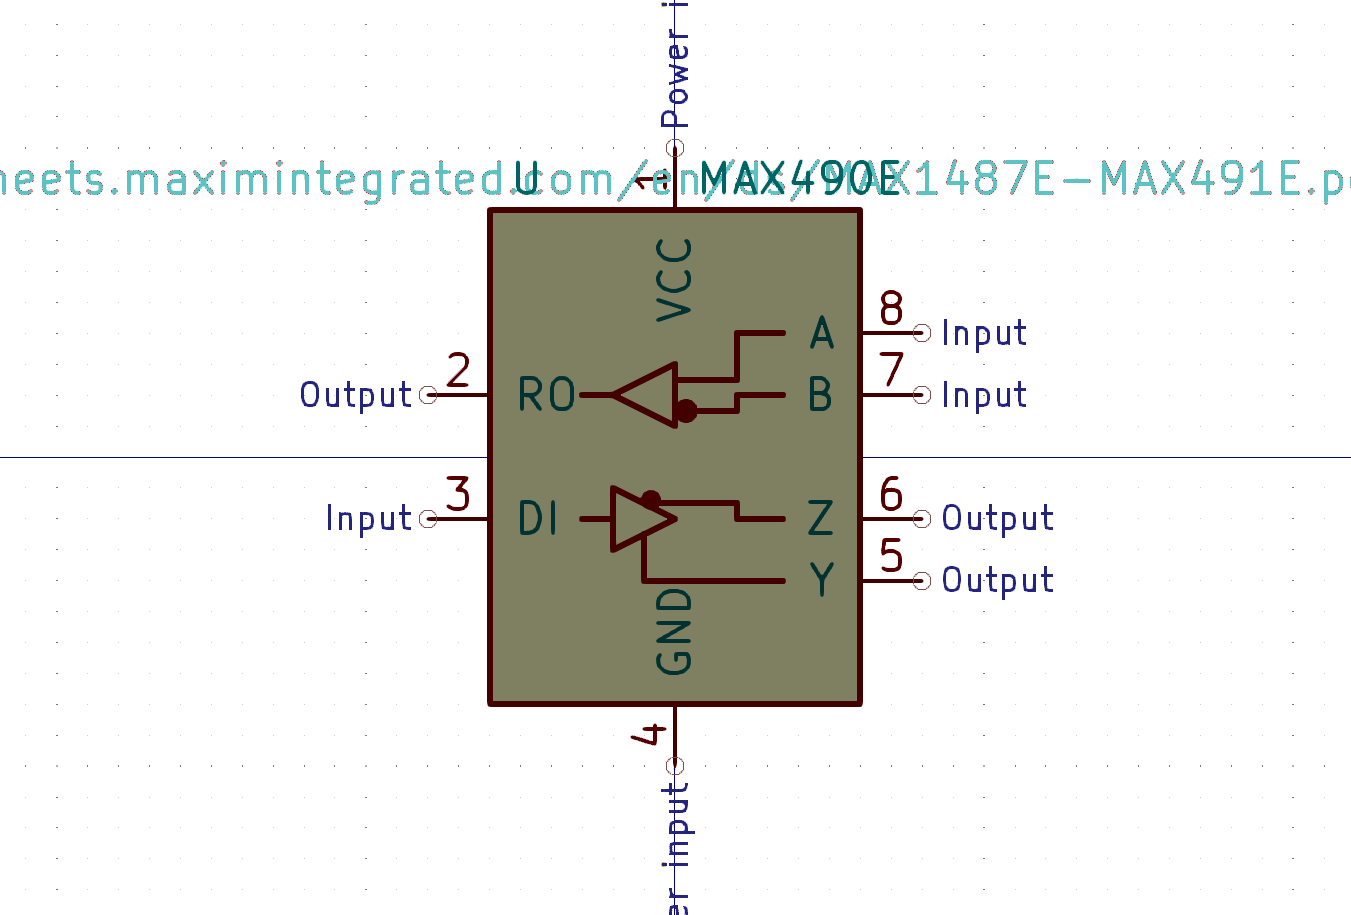 Power i
heets.maximintegrated.com/en/ds/MAX1487E-MAX491E.p
U
1
MAX490E
VCC
A
8
Input
Output
2
RO
B
7
Input
Input
3
DI
Z
6
Output
Y
5
Output
GND
4
er input